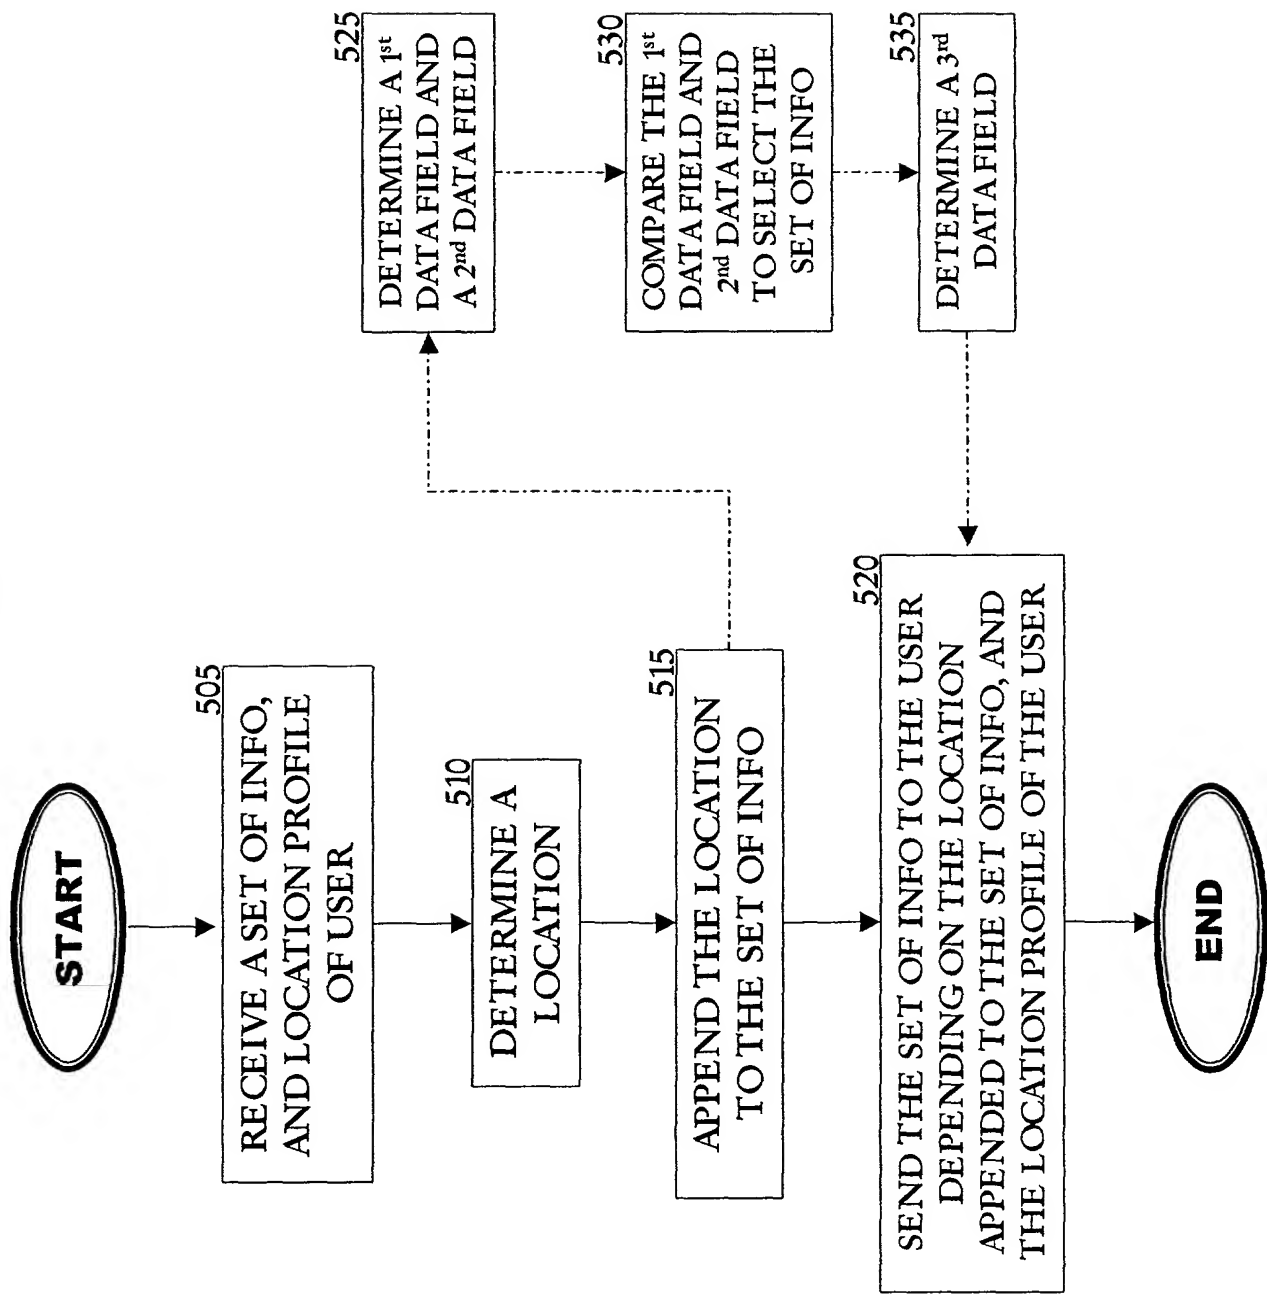 START
505
RECEIVE A SET OF INFO,
AND LOCATION PROFILE
OF USER
510
DETERMINE A
LOCATION
515
APPEND THE LOCATION
TO THE SET OF INFO
520
SEND THE SET OF INFO TO THE USER
DEPENDING ON THE LOCATION
APPENDED TO THE SET OF INFO, AND
THE LOCATION PROFILE OF THE USER
END
525
DETERMINE A 1st
DATA FIELD AND
A 2nd DATA FIELD
530
COMPARE THE 1st
DATA FIELD AND
2nd DATA FIELD
TO SELECT THE
SET OF INFO
535
DETERMINE A 3rd
DATA FIELD